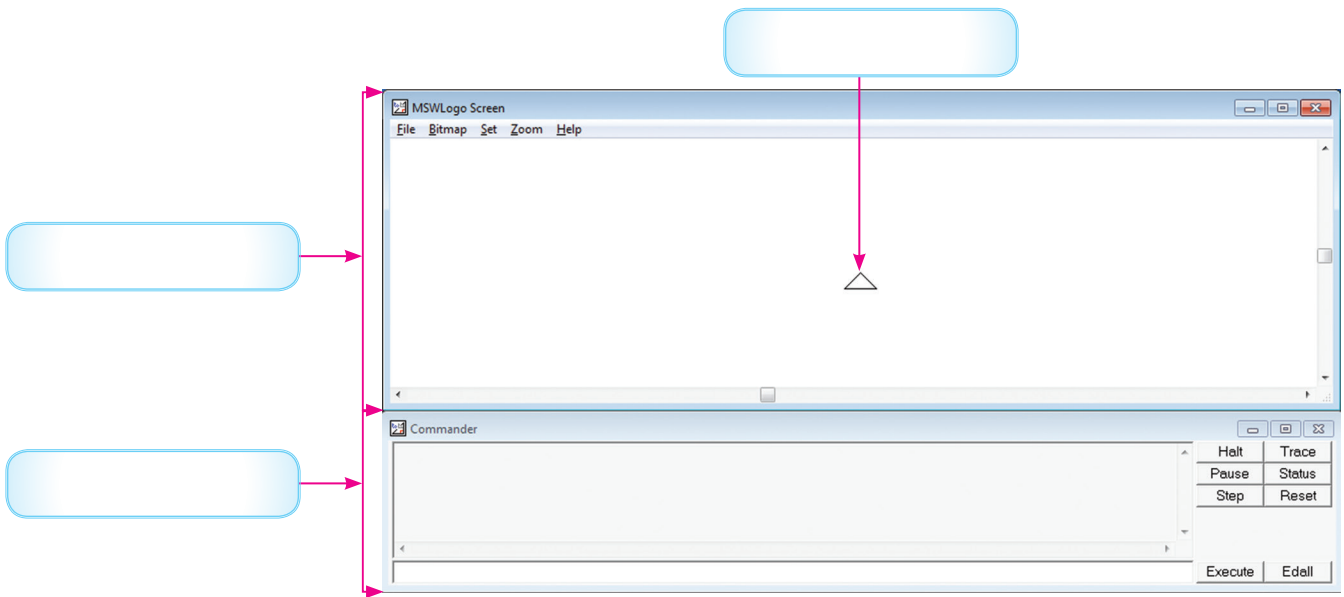 MSWLogo Screen
File Bitmap Set Zoom Help
Commander
Halt Trace
Pause Status
Step Reset
Execute Edall